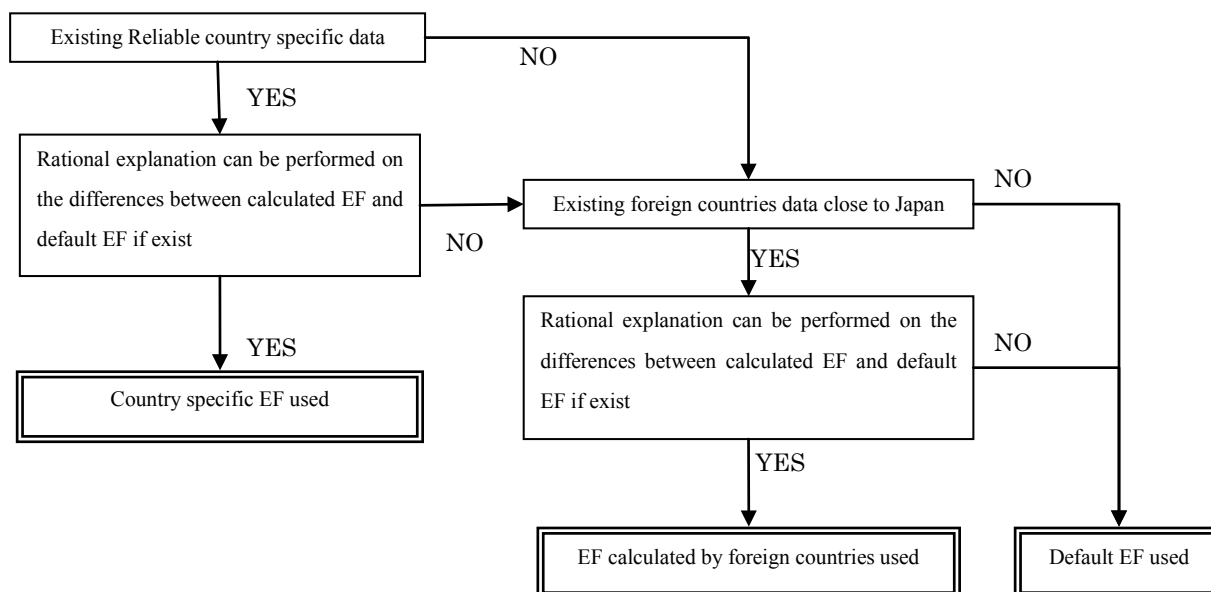 Existing Reliable country specific data
NO
YES
Rational explanation can be performed on
the differences between calculated EF and
default EF if exist
NO
Existing foreign countries data close to Japan
NO
YES
YES
Rational explanation can be performed on the
differences between calculated EF and default
EF if exist
NO
Country specific EF used
YES
EF calculated by foreign countries used
Default EF used